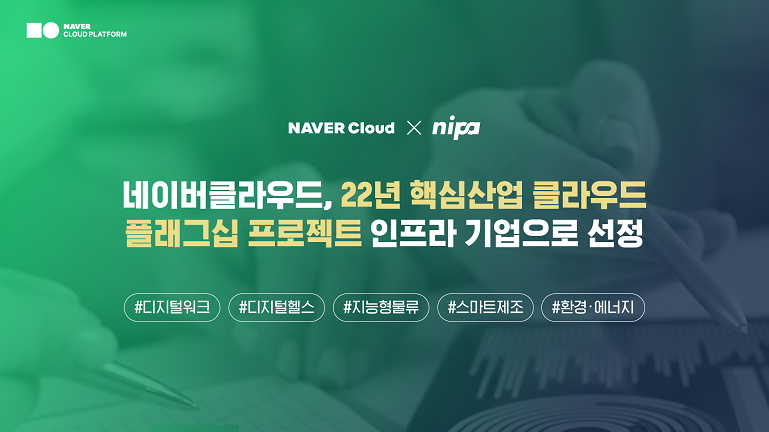 NAVER
CLOUD PLATFORM
NAVER Cloud × nipa
네이버클라우드, 22년 핵심산업 클라우드
플래그십 프로젝트 인프라 기업으로 선정
#디지털워크 #디지털헬스 #지능형물류 #스마트제조 #환경·에너지